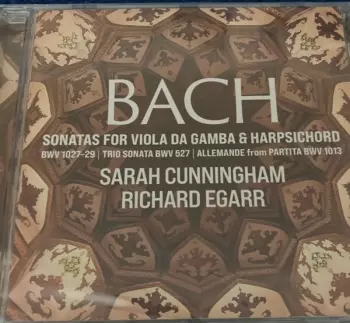 BACH
SONATAS FOR VIOLA DA GAMBA & HARPSICHORD
BWV 1027-29 | TRIO SONATA BWV 527 | ALLEMANDE from PARTITA BWV 1013
SARAH CUNNINGHAM
RICHARD EGARR